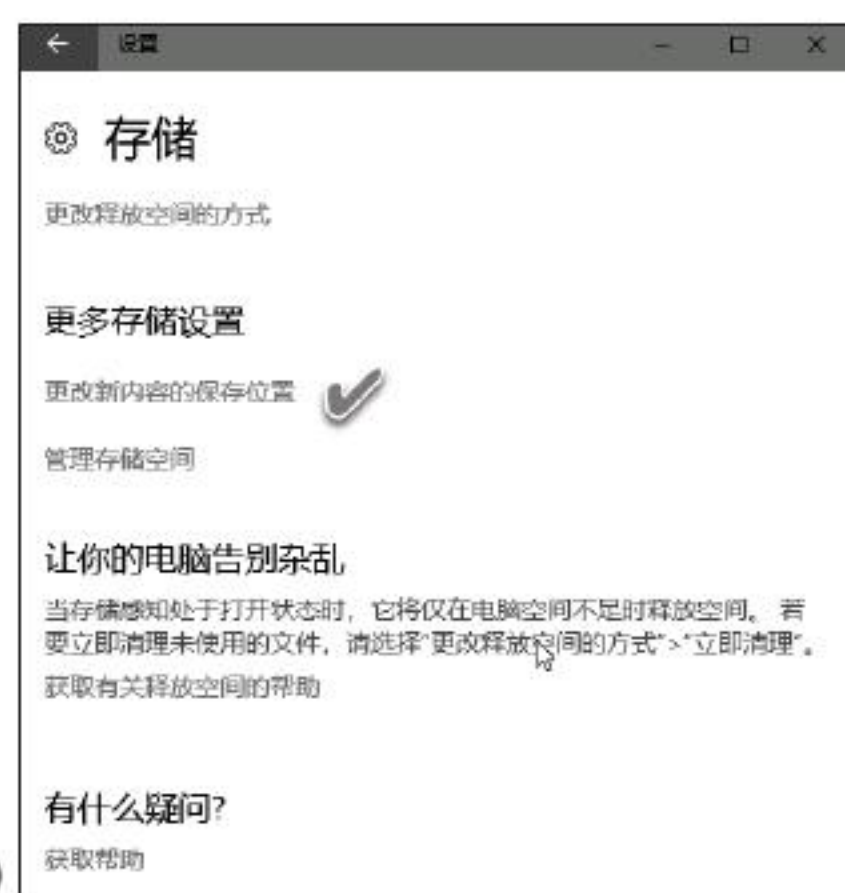 设置
存储
更改释放空间的方式
更多存储设置
更改新内容的保存位置
管理存储空间
让你的电脑告别杂乱
当存储感知处于打开状态时，它将仅在电脑空间不足时释放空间。 若
要立即清理未使用的文件，请选择"更改释放空间的方式">"立即清理"。
获取有关释放空间的帮助
有什么疑问?
获取帮助